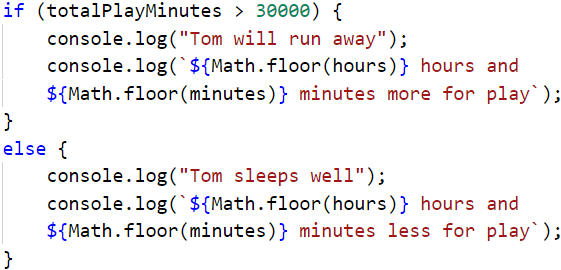 if (totalPlayMinutes > 30000) {
    console.log("Tom will run away");
    console.log(`${Math.floor(hours)} hours and
    ${Math.floor(minutes)} minutes more for play`);
}
else {
    console.log("Tom sleeps well");
    console.log(`${Math.floor(hours)} hours and
    ${Math.floor(minutes)} minutes less for play`);
}